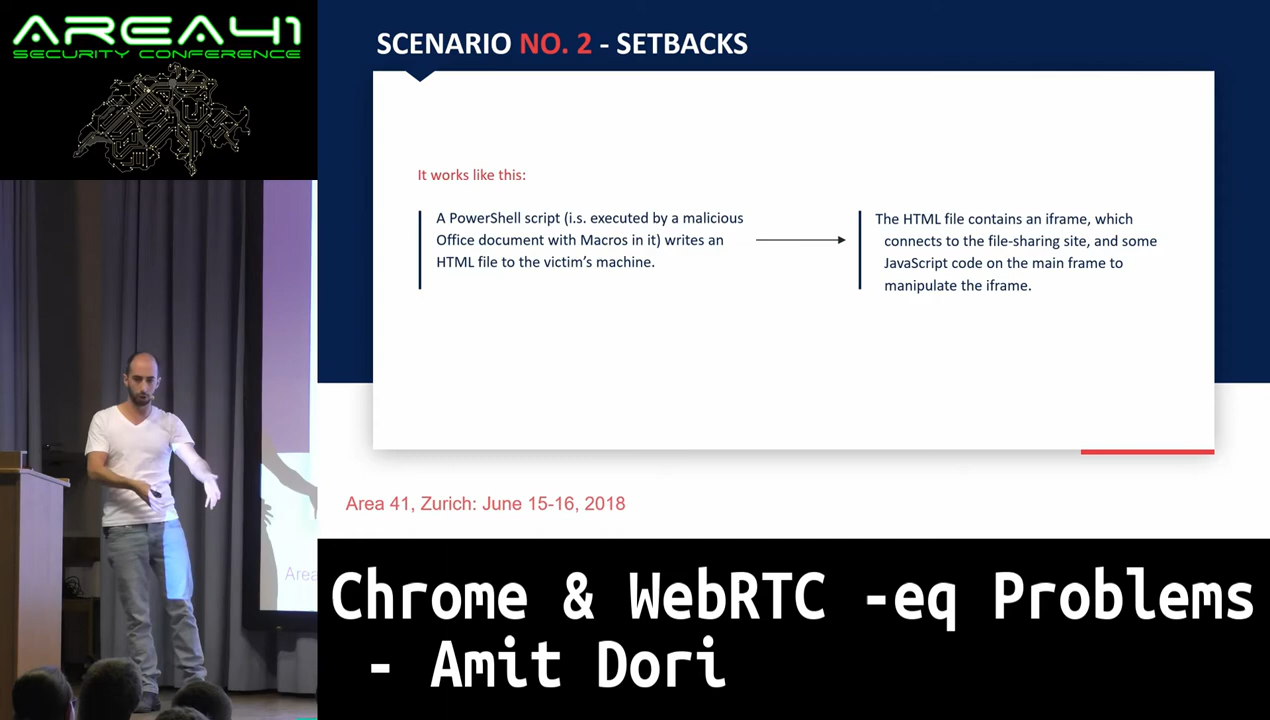 AREA41
SECURITY CONFERENCE
SCENARIO NO. 2 - SETBACKS
It works like this:
A PowerShell script (i.s. executed by a malicious
Office document with Macros in it) writes an
HTML file to the victim's machine.
The HTML file contains an iframe, which
connects to the file-sharing site, and some
JavaScript code on the main frame to
manipulate the iframe.
Area 41, Zurich: June 15-16, 2018
Area
Chrome & WebRTC -eq Problems
- Amit Dori